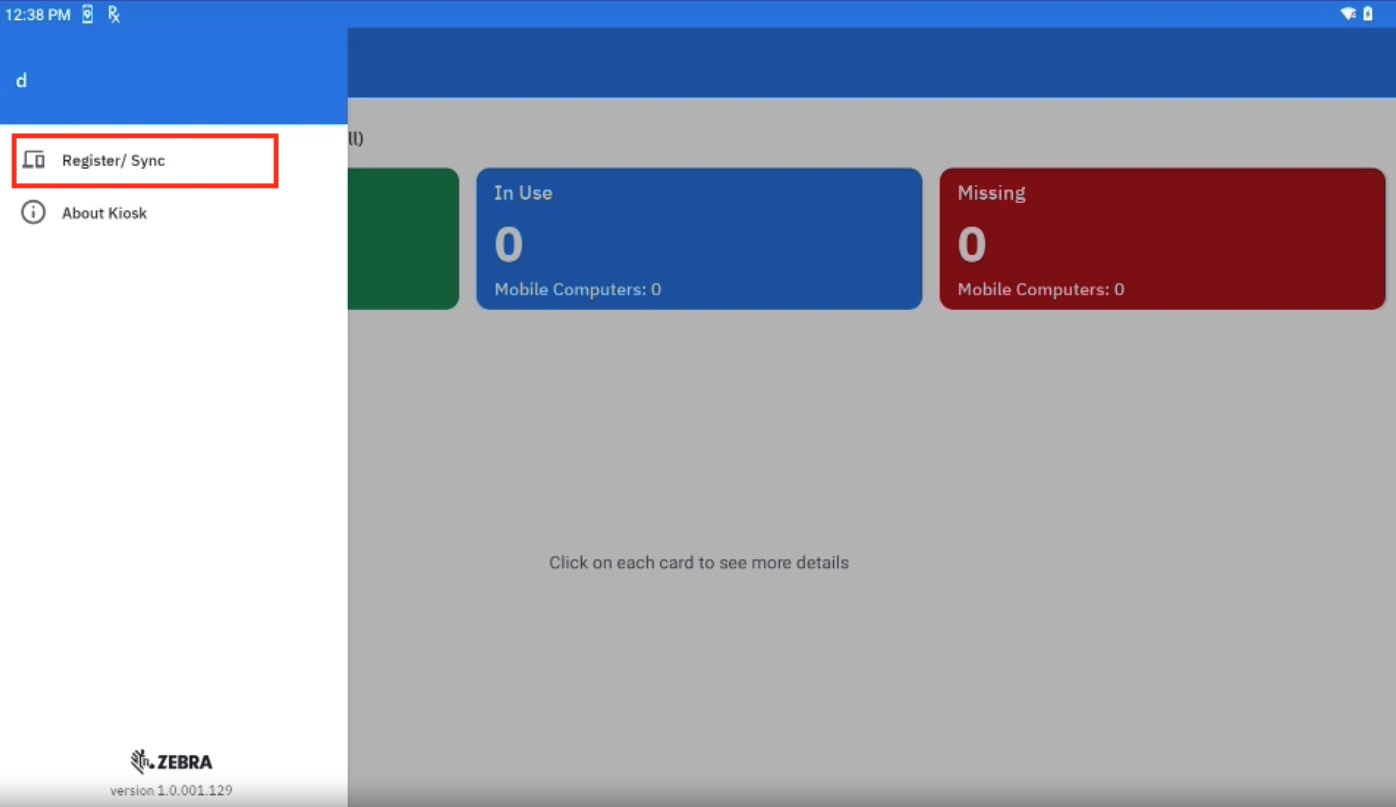 12:38 PM
d
Register/ Sync
About Kiosk
ll)
In Use
0
Mobile Computers: 0
Missing
0
Mobile Computers: 0
Click on each card to see more details
ZEBRA
version 1.0.001.129